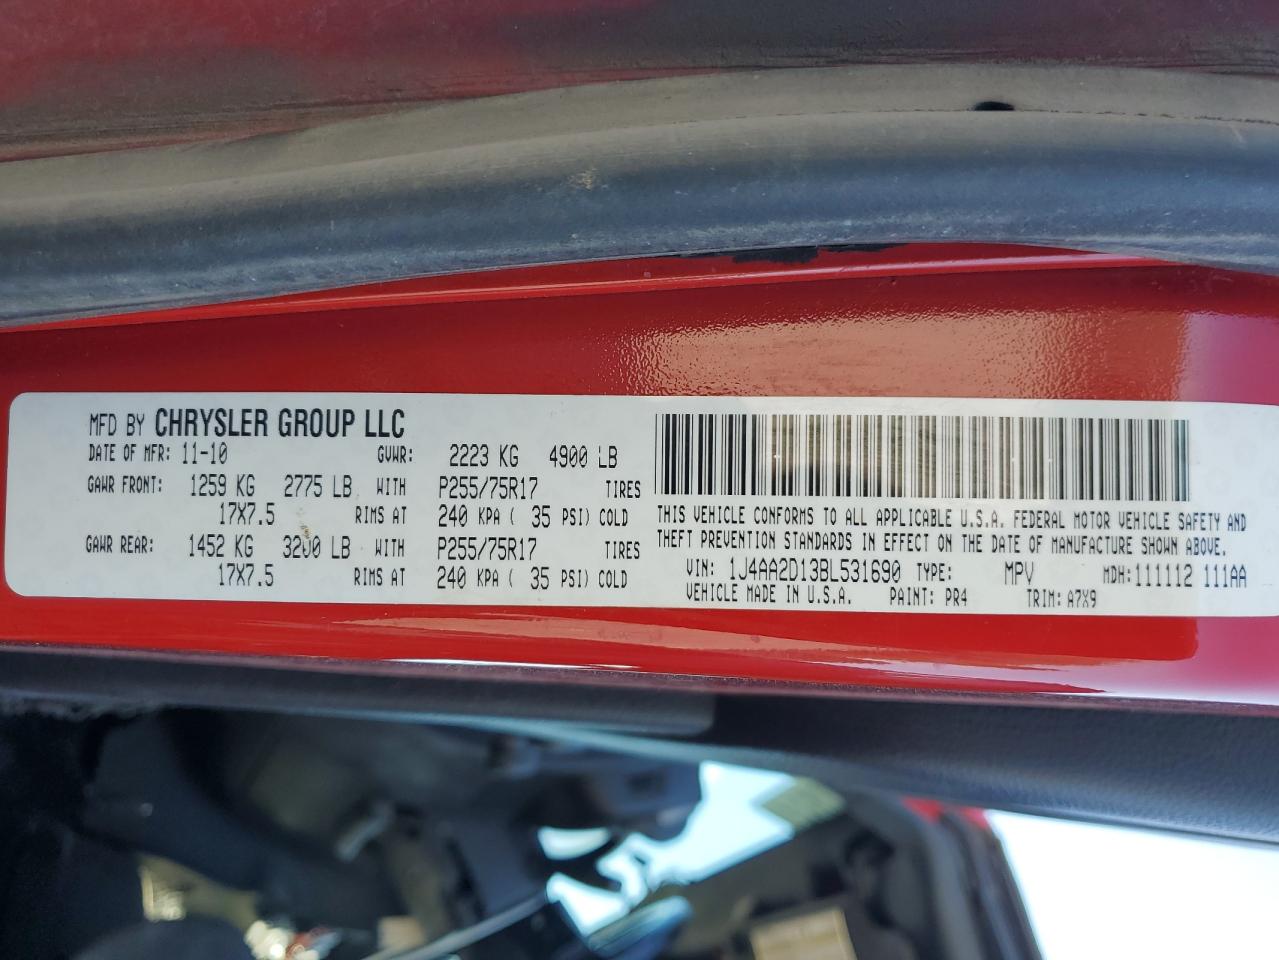 MFD BY CHRYSLER GROUP LLC
DATE OF MFR: 11-10 GVWR: 2223 KG 4900 LB
GAWR FRONT: 1259 KG 2775 LB WITH P255/75R17 TIRES
17X7.5 RIMS AT 240 KPA ( 35 PSI) COLD
GAWR REAR: 1452 KG 3200 LB WITH P255/75R17 TIRES
17X7.5 RIMS AT 240 KPA ( 35 PSI) COLD
THIS VEHICLE CONFORMS TO ALL APPLICABLE U.S.A. FEDERAL MOTOR VEHICLE SAFETY AND
THEFT PREVENTION STANDARDS IN EFFECT ON THE DATE OF MANUFACTURE SHOWN ABOVE.
VIN: 1J4AA2D13BL531690 TYPE: MPV MDH:111112 111AA
VEHICLE MADE IN U.S.A. PAINT: PR4 TRIM: A7X9